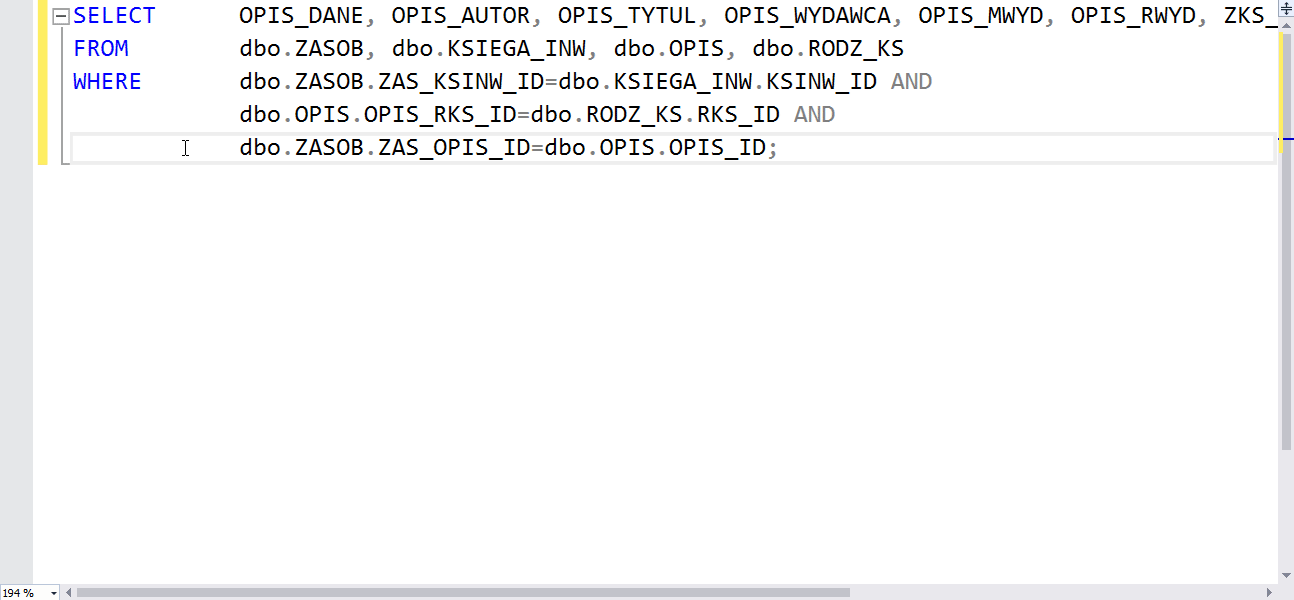 SELECT OPIS_DANE, OPIS_AUTOR, OPIS_TYTUL, OPIS_WYDAWCA, OPIS_MWYD, OPIS_RWYD, ZKS_
FROM dbo.ZASOB, dbo.KSIEGA_INW, dbo.OPIS, dbo.RODZ_KS
WHERE dbo.ZASOB.ZAS_KSINW_ID=dbo.KSIEGA_INW.KSINW_ID AND
dbo.OPIS.OPIS_RKS_ID=dbo.RODZ_KS.RKS_ID AND
dbo.ZASOB.ZAS_OPIS_ID=dbo.OPIS.OPIS_ID;
194 %